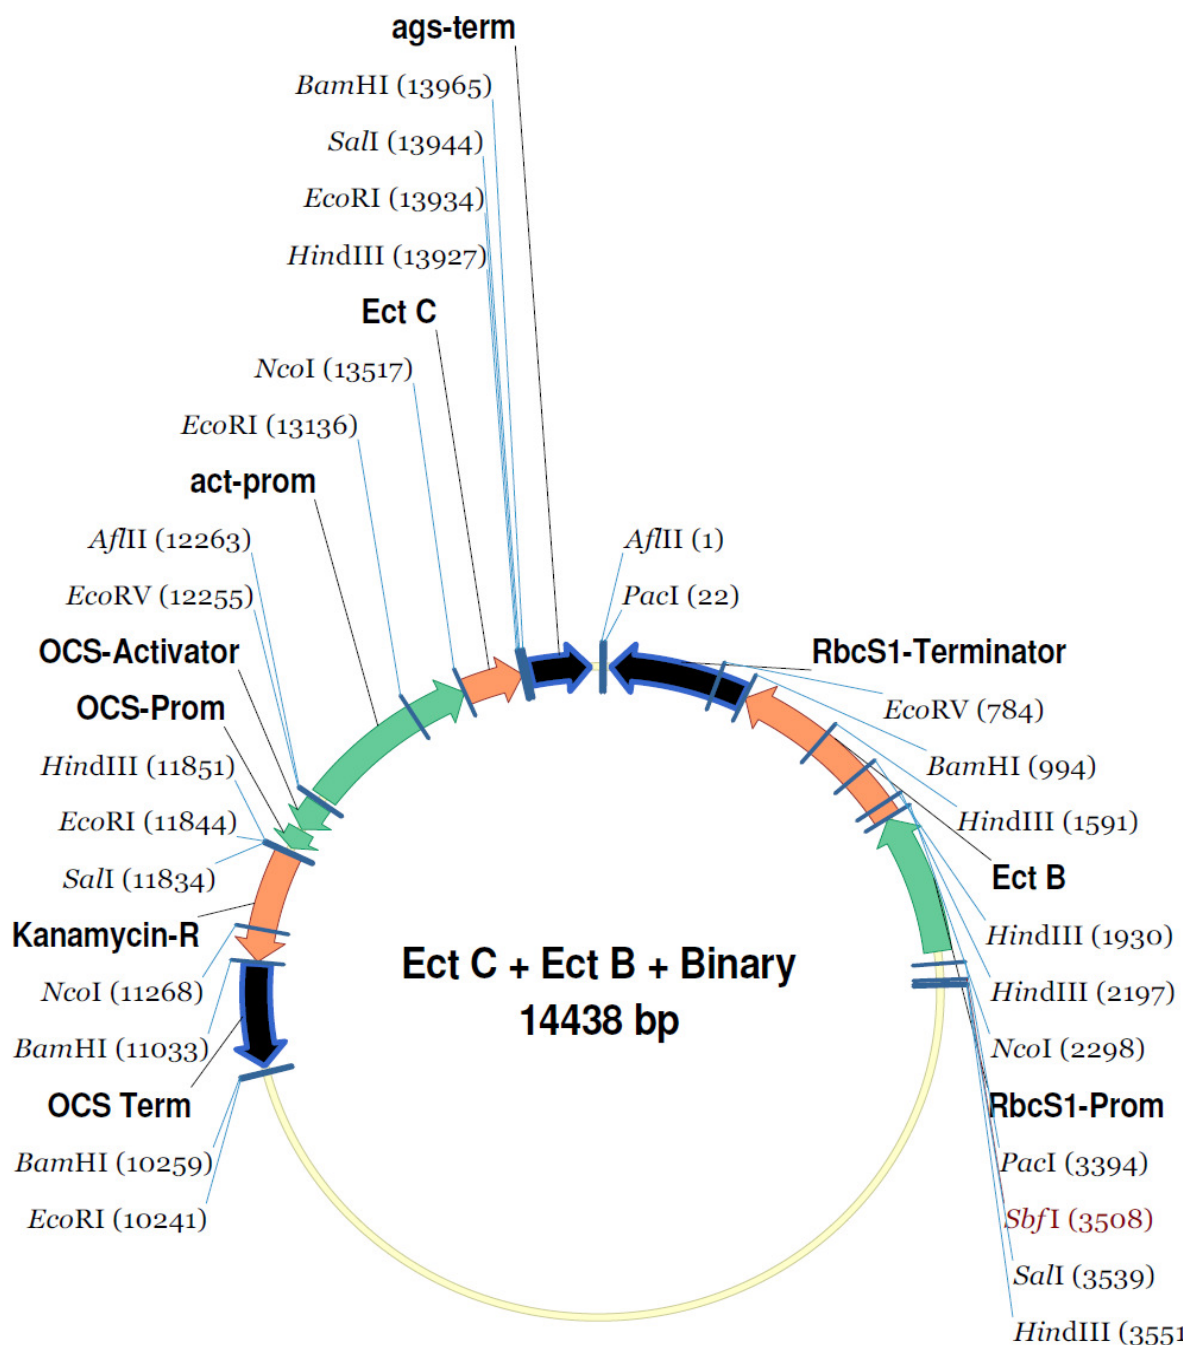 ags-term
BamHI (13965)
SalI (13944)
EcoRI (13934)
HindIII (13927)
Ect C
NcoI (13517)
EcoRI (13136)
act-prom
AflII (12263)
EcoRV (12255)
OCS-Activator
OCS-Prom
HindIII (11851)
EcoRI (11844)
SalI (11834)
Kanamycin-R
NcoI (11268)
BamHI (11033)
OCS Term
BamHI (10259)
EcoRI (10241)
AflII (1)
PacI (22)
RbcS1-Terminator
EcoRV (784)
BamHI (994)
HindIII (1591)
Ect B
HindIII (1930)
HindIII (2197)
NcoI (2298)
RbcS1-Prom
PacI (3394)
SbfI (3508)
SalI (3539)
HindIII (3551
Ect C + Ect B + Binary
14438 bp